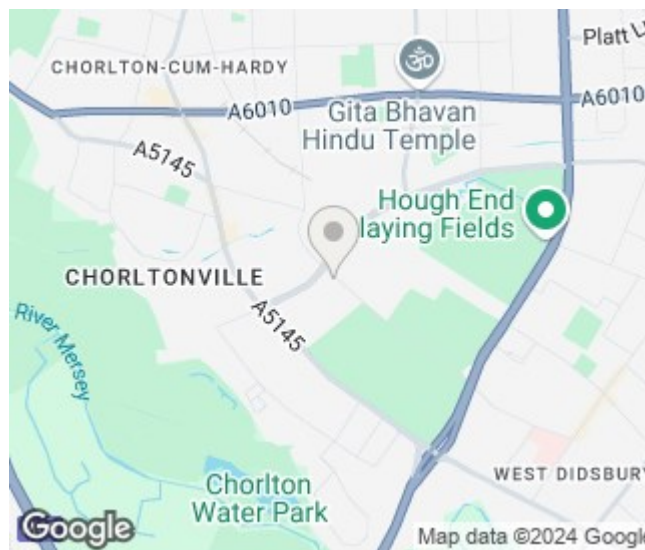 Platt L
CHORLTON-CUM-HARDY
ॐ
A6010
A6010
Gita Bhavan
Hindu Temple
A5145
Hough End
laying Fields
CHORLTONVILLE
A5145
River Mersey
WEST DIDSBURY
Chorlton
Water Park
Google
Map data ©2024 Google